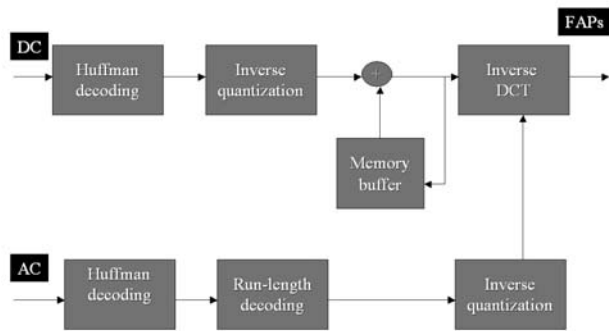 FAPs
DC
Huffman
decoding
Inverse
quantization
+
Inverse
DCT
Memory
buffer
AC
Huffman
decoding
Run-length
decoding
Inverse
quantization